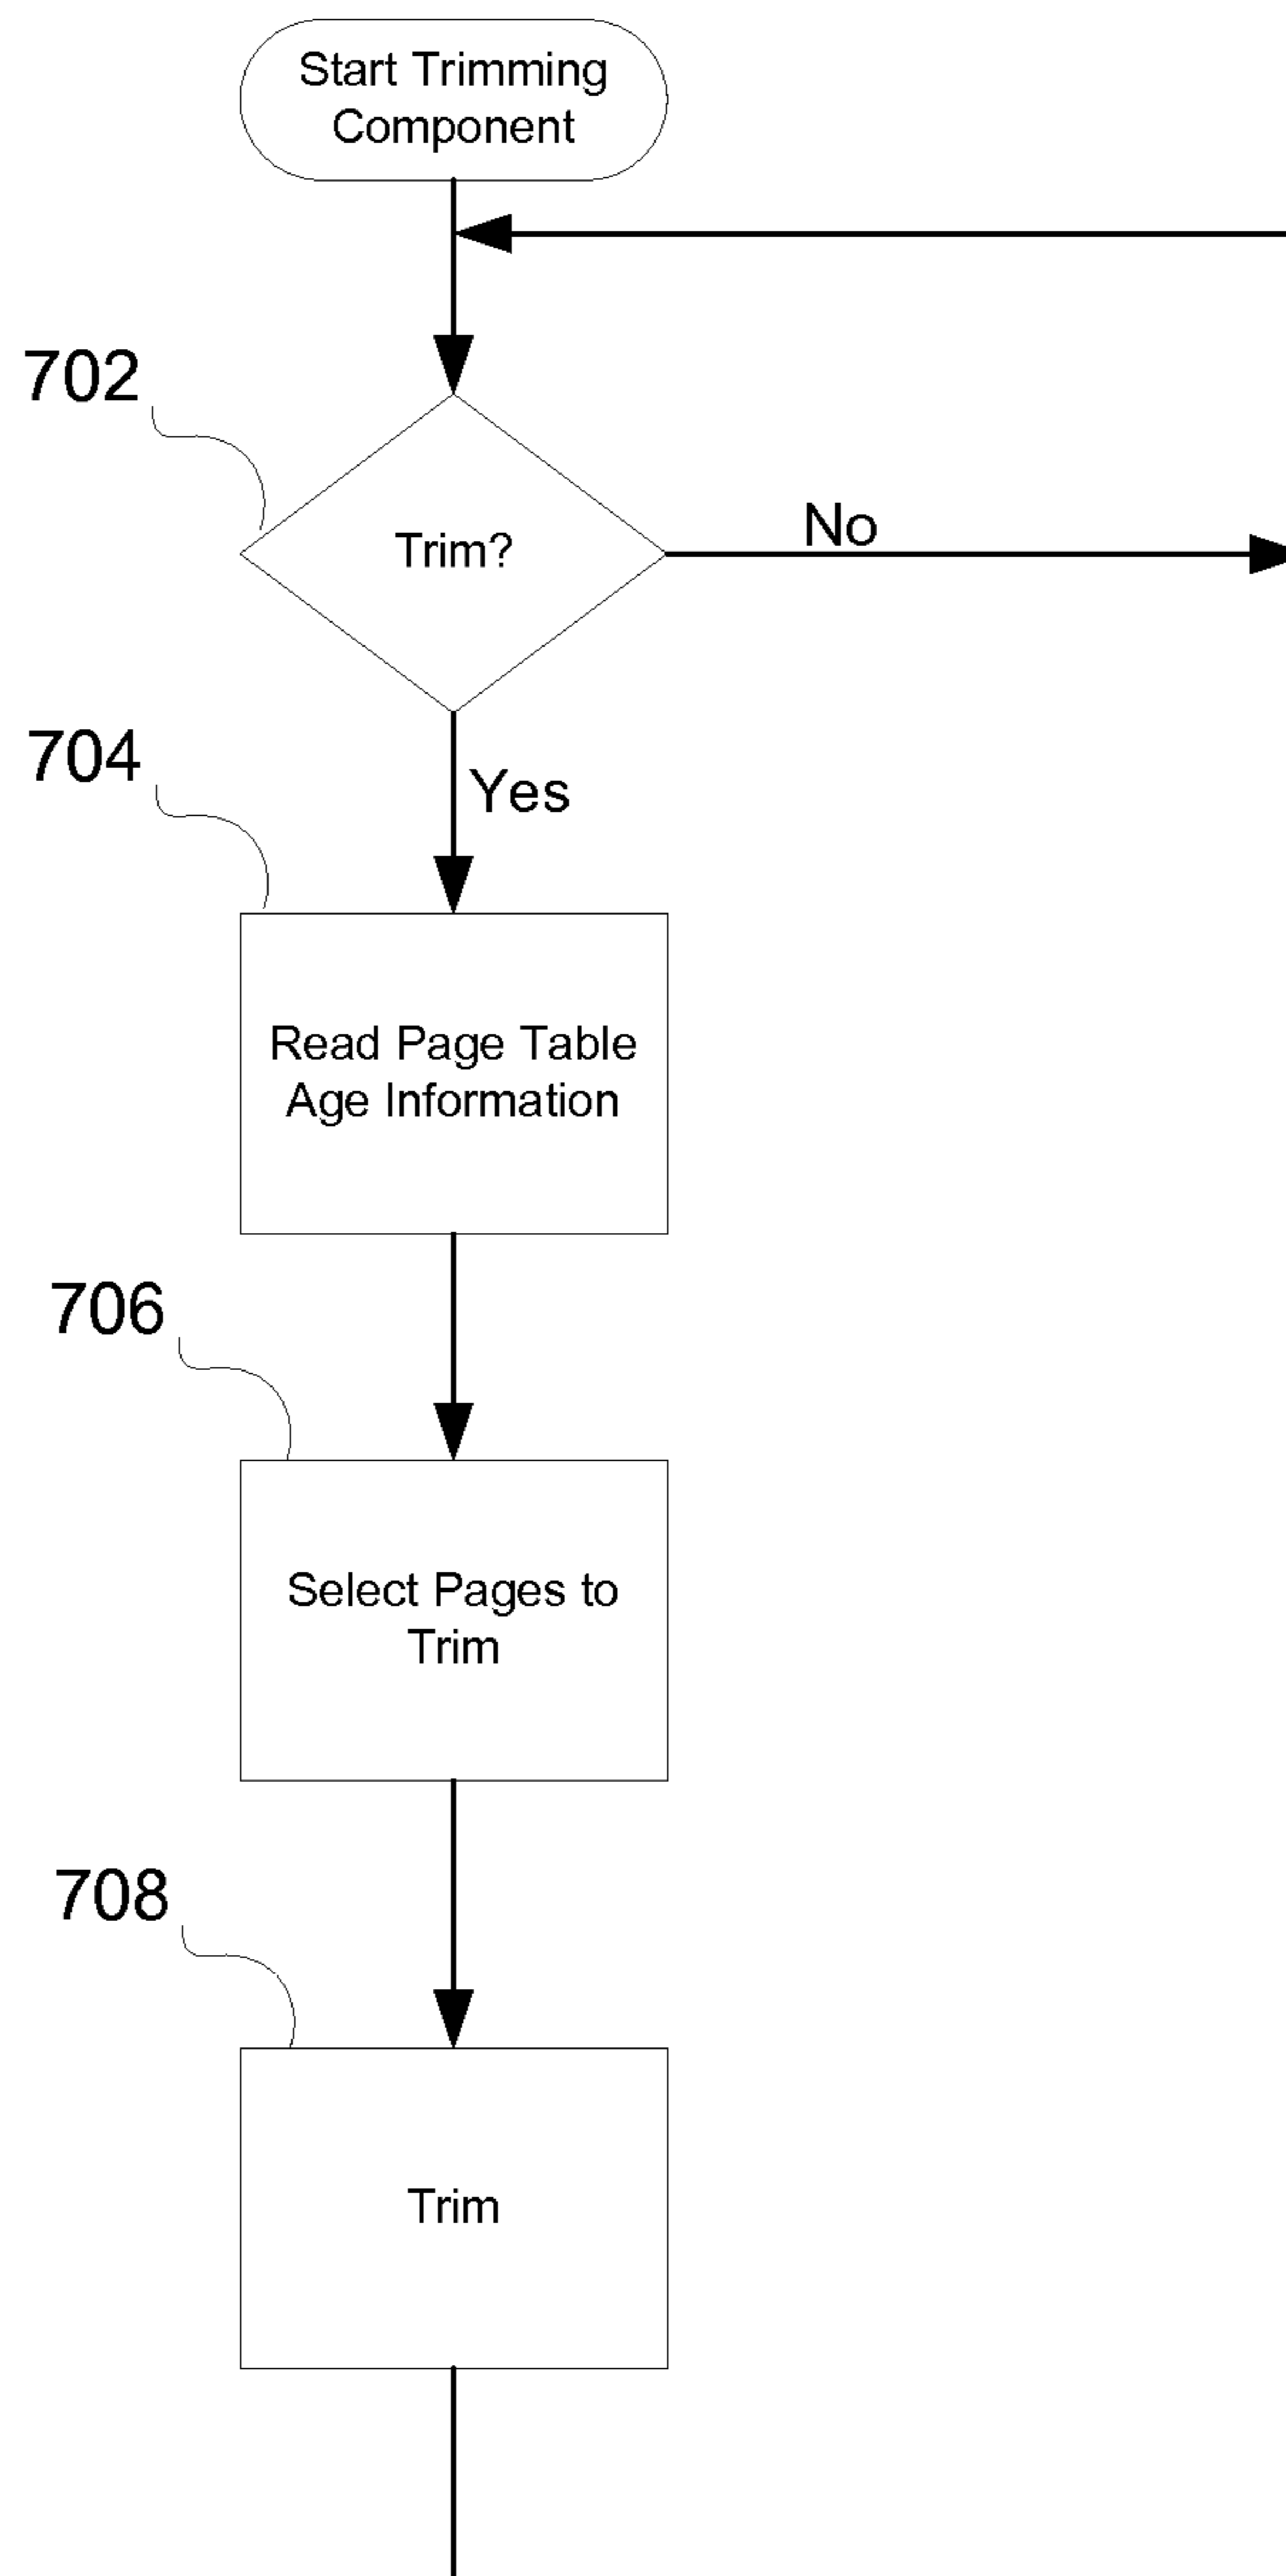 Start Trimming
Component
702
Trim?
No
704
Yes
Read Page Table
Age Information
706
Select Pages to
Trim
708
Trim